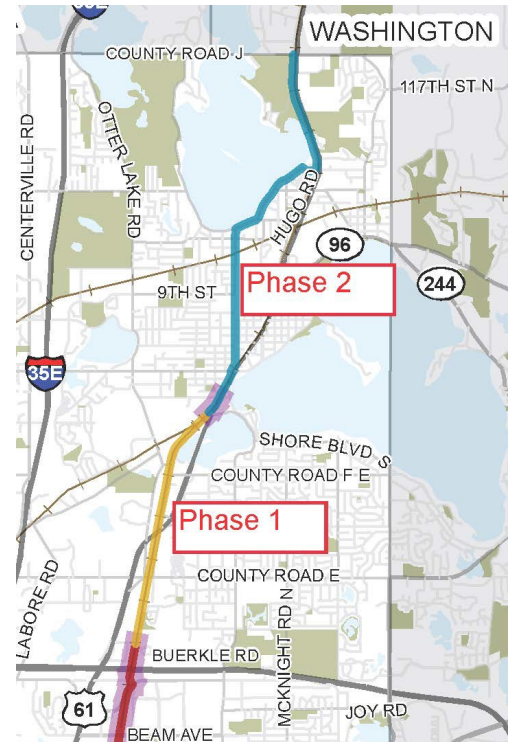 35E
WASHINGTON
COUNTY ROAD J
117TH ST N
CENTERVILLE RD
OTTER LAKE RD
HUGO RD
96
244
Phase 2
9TH ST
35E
SHORE BLVD S
COUNTY ROAD F E
Phase 1
COUNTY ROAD E
LABORE RD
MCKNIGHT RD N
BUERKLE RD
61
JOY RD
BEAM AVE